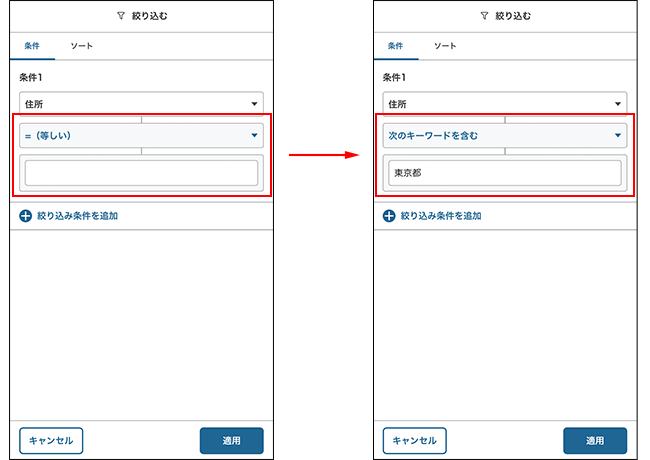 絞り込む
条件 ソート
条件1
住所
=（等しい）
絞り込み条件を追加
キャンセル 適用
絞り込む
条件 ソート
条件1
住所
次のキーワードを含む
東京都
絞り込み条件を追加
キャンセル 適用